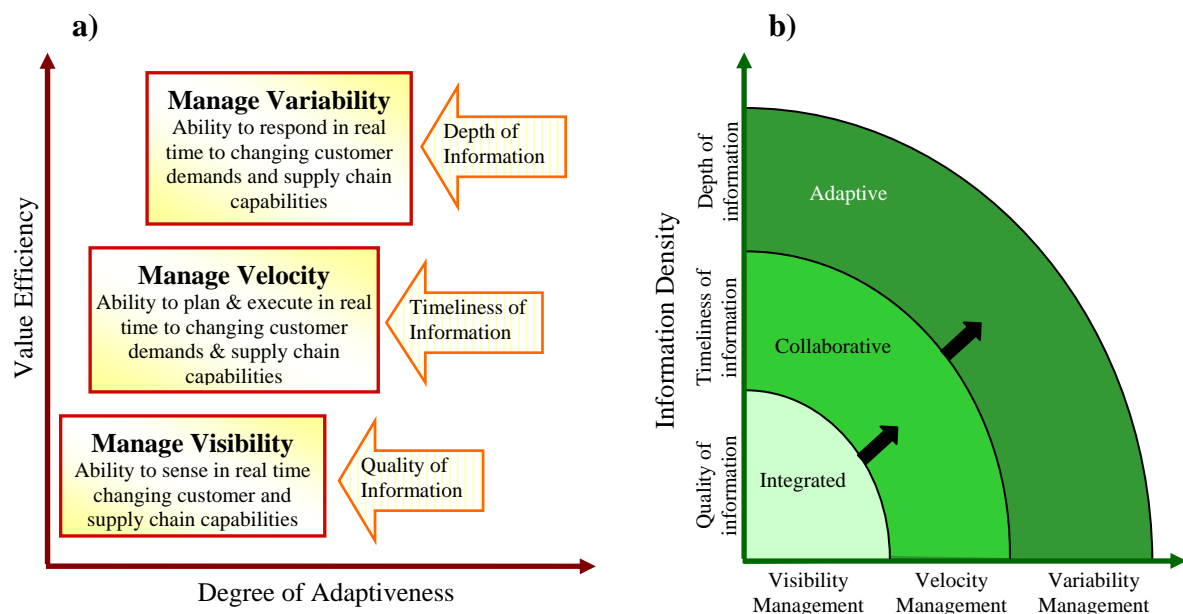 a)
Value Efficiency
Manage Variability
Ability to respond in real
time to changing customer
demands and supply chain
capabilities
Depth of
Information
Manage Velocity
Ability to plan & execute in real
time to changing customer
demands & supply chain
capabilities
Timeliness of
Information
Manage Visibility
Ability to sense in real time
changing customer and
supply chain capabilities
Quality of
Information
Degree of Adaptiveness
b)
Information Density
Depth of
information
Timeliness of
information
Quality of
information
Adaptive
Collaborative
Integrated
Visibility
Management
Velocity
Management
Variability
Management